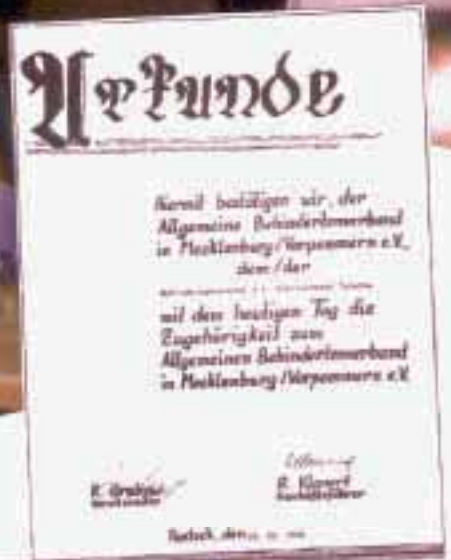 Urkunde
Hiermit bestätigen wir, der
Allgemeine Behindertenverband
in Mecklenburg/Vorpommern e.V.,
dem/der
mit dem heutigen Tag die
Zugehörigkeit zum
Allgemeinen Behindertenverband
in Mecklenburg/Vorpommern e.V.
Rostock, den